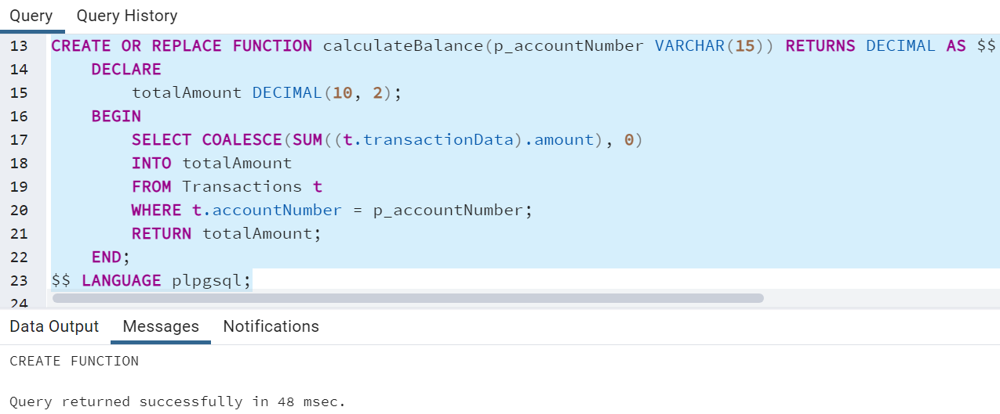 Query Query History
13 CREATE OR REPLACE FUNCTION calculateBalance(p_accountNumber VARCHAR(15)) RETURNS DECIMAL AS $$
14 DECLARE
15 totalAmount DECIMAL(10, 2);
16 BEGIN
17 SELECT COALESCE(SUM((t.transactionData).amount), 0)
18 INTO totalAmount
19 FROM Transactions t
20 WHERE t.accountNumber = p_accountNumber;
21 RETURN totalAmount;
22 END;
23 $$ LANGUAGE plpgsql;
24
Data Output Messages Notifications
CREATE FUNCTION
Query returned successfully in 48 msec.